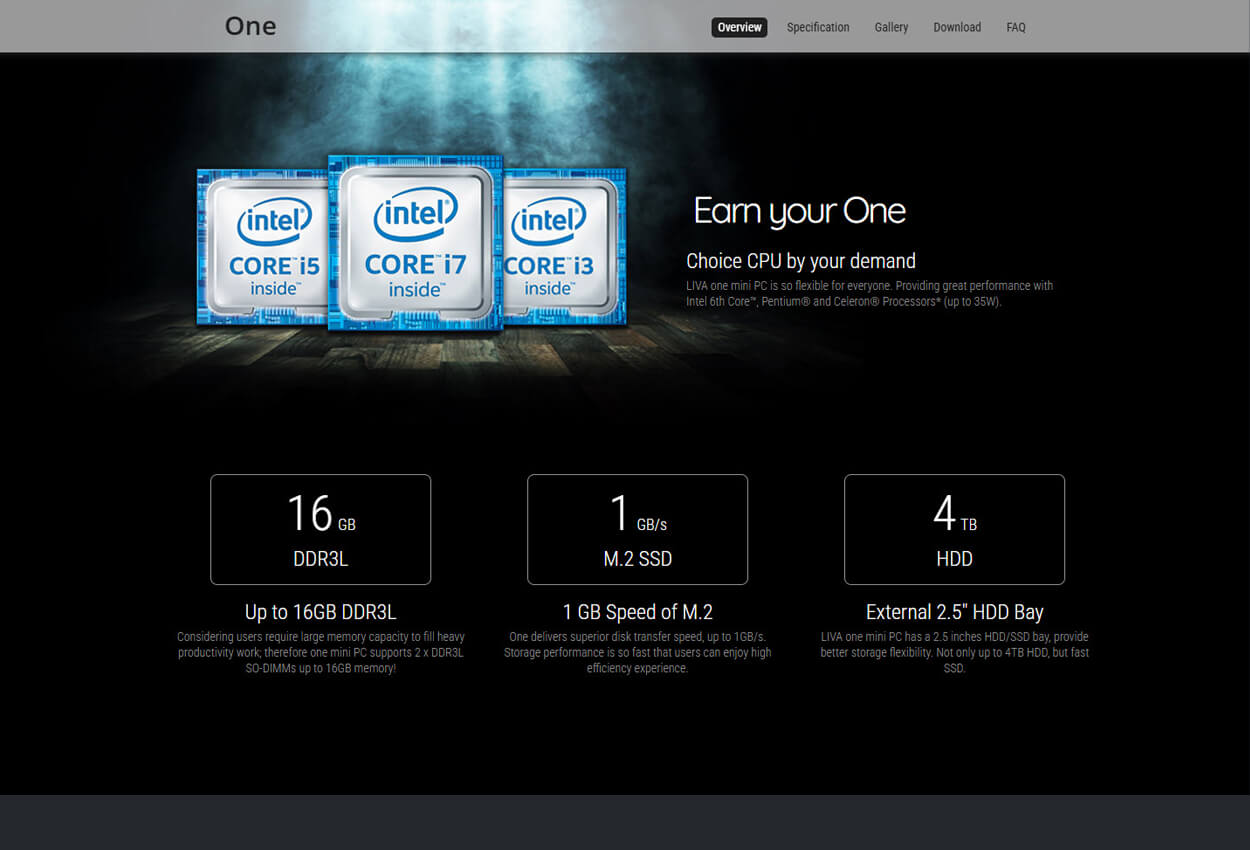 One
Overview Specification Gallery Download FAQ
intel®
CORE™ i5
inside™
intel®
CORE™ i7
inside™
intel®
CORE™ i3
inside™
Earn your One
Choice CPU by your demand
LIVA one mini PC is so flexible for everyone. Providing great performance with
Intel 6th Core™, Pentium® and Celeron® Processors* (up to 35W).
16 GB
DDR3L
Up to 16GB DDR3L
Considering users require large memory capacity to fill heavy
productivity work; therefore one mini PC supports 2 x DDR3L
SO-DIMMs up to 16GB memory!
1 GB/s
M.2 SSD
1 GB Speed of M.2
One delivers superior disk transfer speed, up to 1GB/s.
Storage performance is so fast that users can enjoy high
efficiency experience.
4 TB
HDD
External 2.5" HDD Bay
LIVA one mini PC has a 2.5 inches HDD/SSD bay, provide
better storage flexibility. Not only up to 4TB HDD, but fast
SSD.